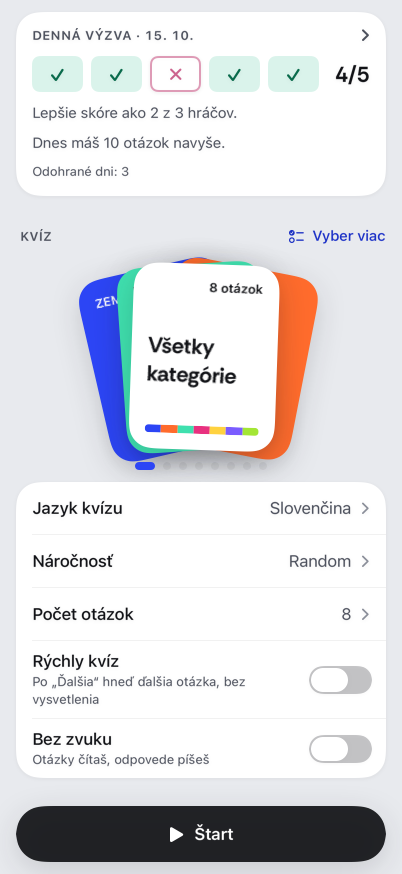 DENNÁ VÝZVA · 15. 10.
4/5
Lepšie skóre ako 2 z 3 hráčov.
Dnes máš 10 otázok navyše.
Odohrané dni: 3
KVÍZ
Vyber viac
8 otázok
Všetky
kategórie
Jazyk kvízu
Slovenčina
Náročnosť
Random
Počet otázok
8
Rýchly kvíz
Po „Ďalšia“ hneď ďalšia otázka, bez
vysvetlenia
Bez zvuku
Otázky čítaš, odpovede píšeš
Štart